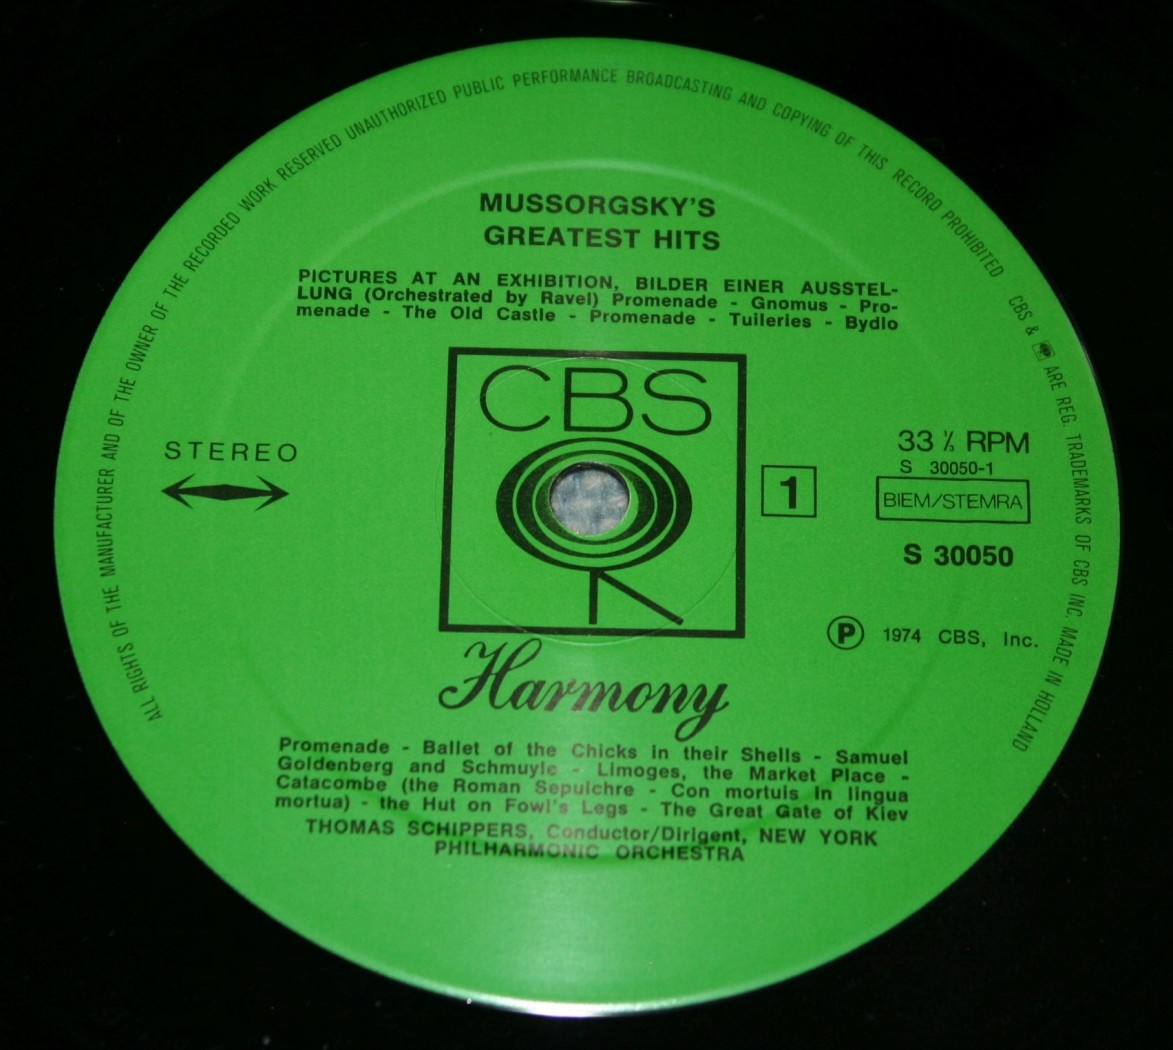 ALL RIGHTS OF THE MANUFACTURER AND OF THE OWNER OF THE RECORDED WORK RESERVED UNAUTHORIZED PUBLIC PERFORMANCE BROADCASTING AND COPYING OF THIS RECORD PROHIBITED
CBS & ARE REG. TRADEMARKS OF CBS INC. MADE IN HOLLAND
MUSSORGSKY'S
GREATEST HITS
PICTURES AT AN EXHIBITION, BILDER EINER AUSSTEL-
LUNG (Orchestrated by Ravel) Promenade - Gnomus - Pro-
menade - The Old Castle - Promenade - Tuileries - Bydlo
CBS
STEREO
1
33 ⅓ RPM
S 30050-1
BIEM/STEMRA
S 30050
Ⓟ 1974 CBS, Inc.
Harmony
Promenade - Ballet of the Chicks in their Shells - Samuel
Goldenberg and Schmuyle - Limoges, the Market Place -
Catacombe (the Roman Sepulchre - Con mortuis In lingua
mortua) - the Hut on Fowl's Legs - The Great Gate of Kiev
THOMAS SCHIPPERS, Conductor/Dirigent, NEW YORK
PHILHARMONIC ORCHESTRA